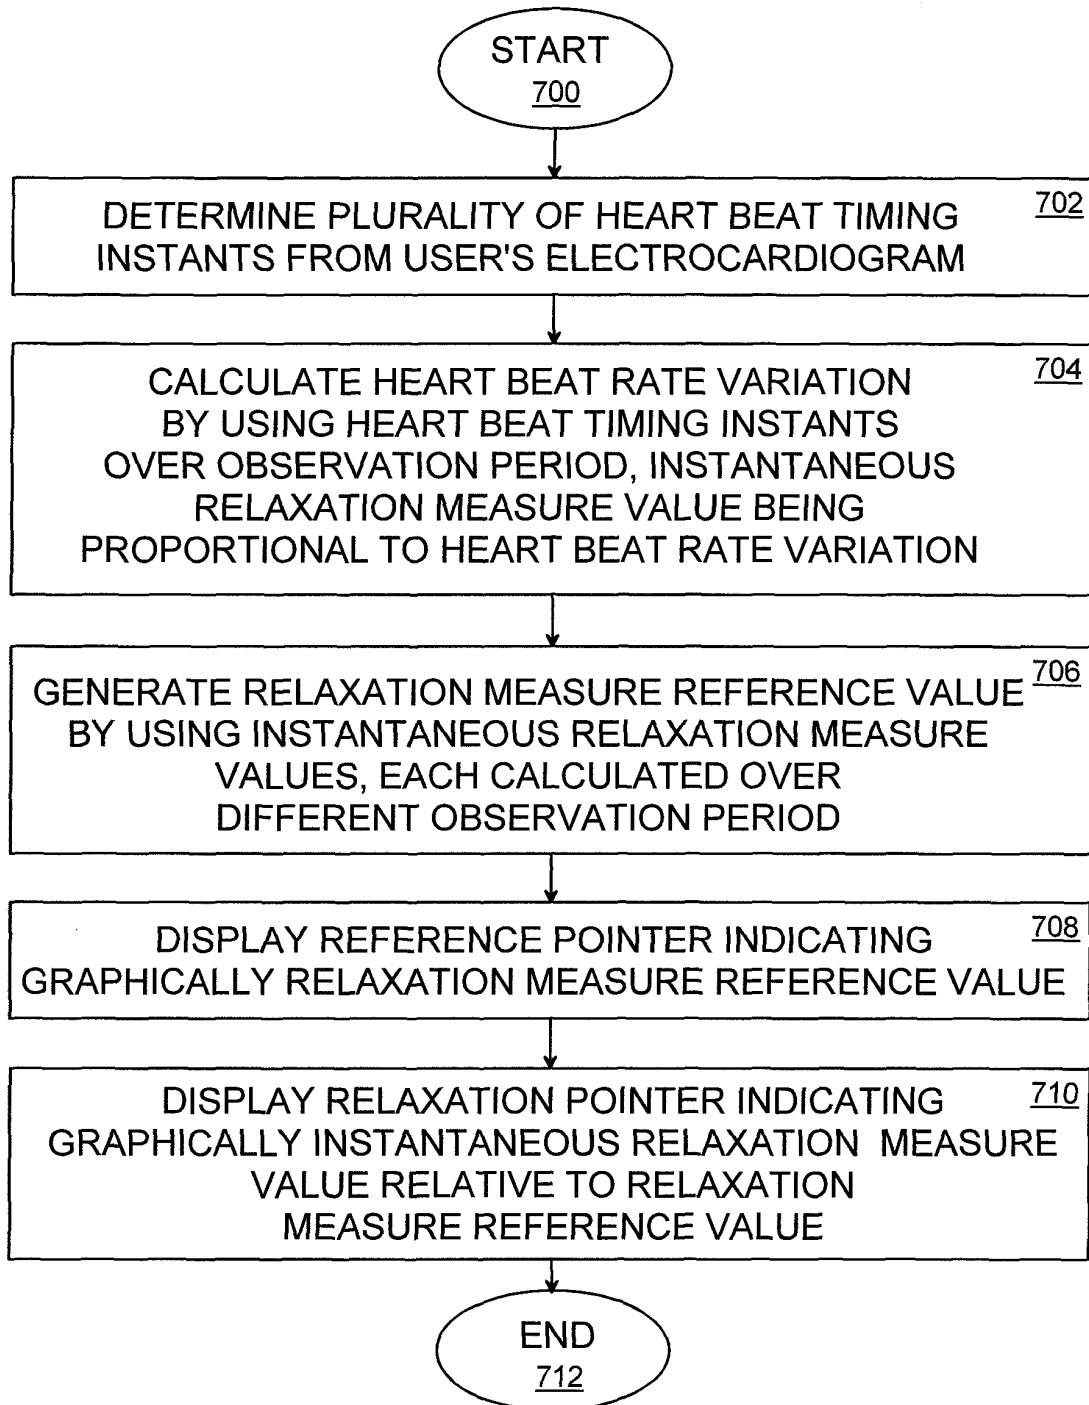 START
700
702
DETERMINE PLURALITY OF HEART BEAT TIMING
INSTANTS FROM USER'S ELECTROCARDIOGRAM
704
CALCULATE HEART BEAT RATE VARIATION
BY USING HEART BEAT TIMING INSTANTS
OVER OBSERVATION PERIOD, INSTANTANEOUS
RELAXATION MEASURE VALUE BEING
PROPORTIONAL TO HEART BEAT RATE VARIATION
706
GENERATE RELAXATION MEASURE REFERENCE VALUE
BY USING INSTANTANEOUS RELAXATION MEASURE
VALUES, EACH CALCULATED OVER
DIFFERENT OBSERVATION PERIOD
708
DISPLAY REFERENCE POINTER INDICATING
GRAPHICALLY RELAXATION MEASURE REFERENCE VALUE
710
DISPLAY RELAXATION POINTER INDICATING
GRAPHICALLY INSTANTANEOUS RELAXATION MEASURE
VALUE RELATIVE TO RELAXATION
MEASURE REFERENCE VALUE
END
712